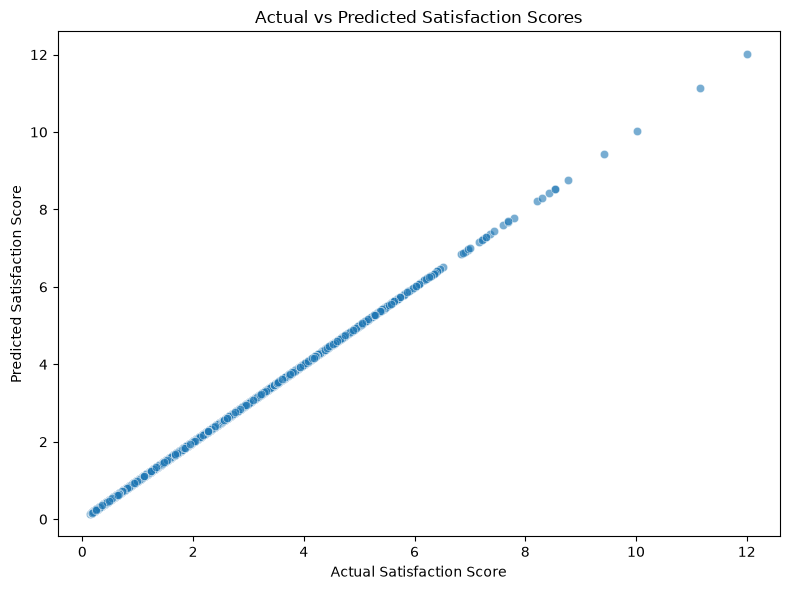 Actual vs Predicted Satisfaction Scores
12
10
8
6
4
2
0
Predicted Satisfaction Score
0 2 4 6 8 10 12
Actual Satisfaction Score